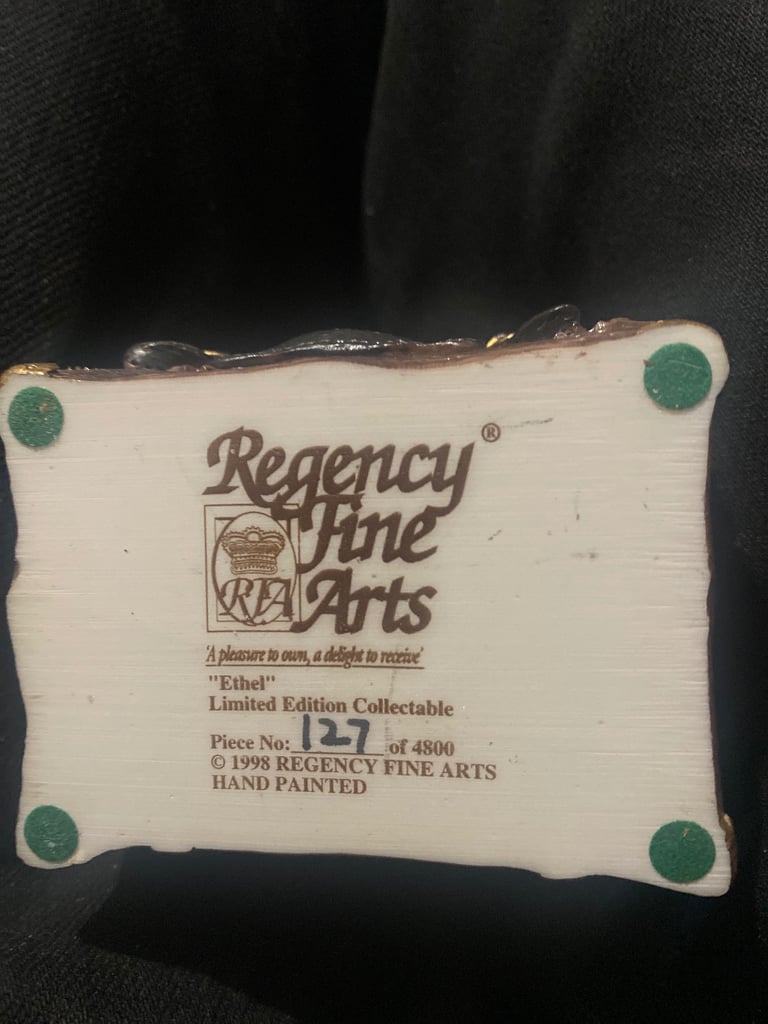 Regency®
Fine
RFA
Arts
'A pleasure to own, a delight to receive'
"Ethel"
Limited Edition Collectable
Piece No: 127 of 4800
© 1998 REGENCY FINE ARTS
HAND PAINTED